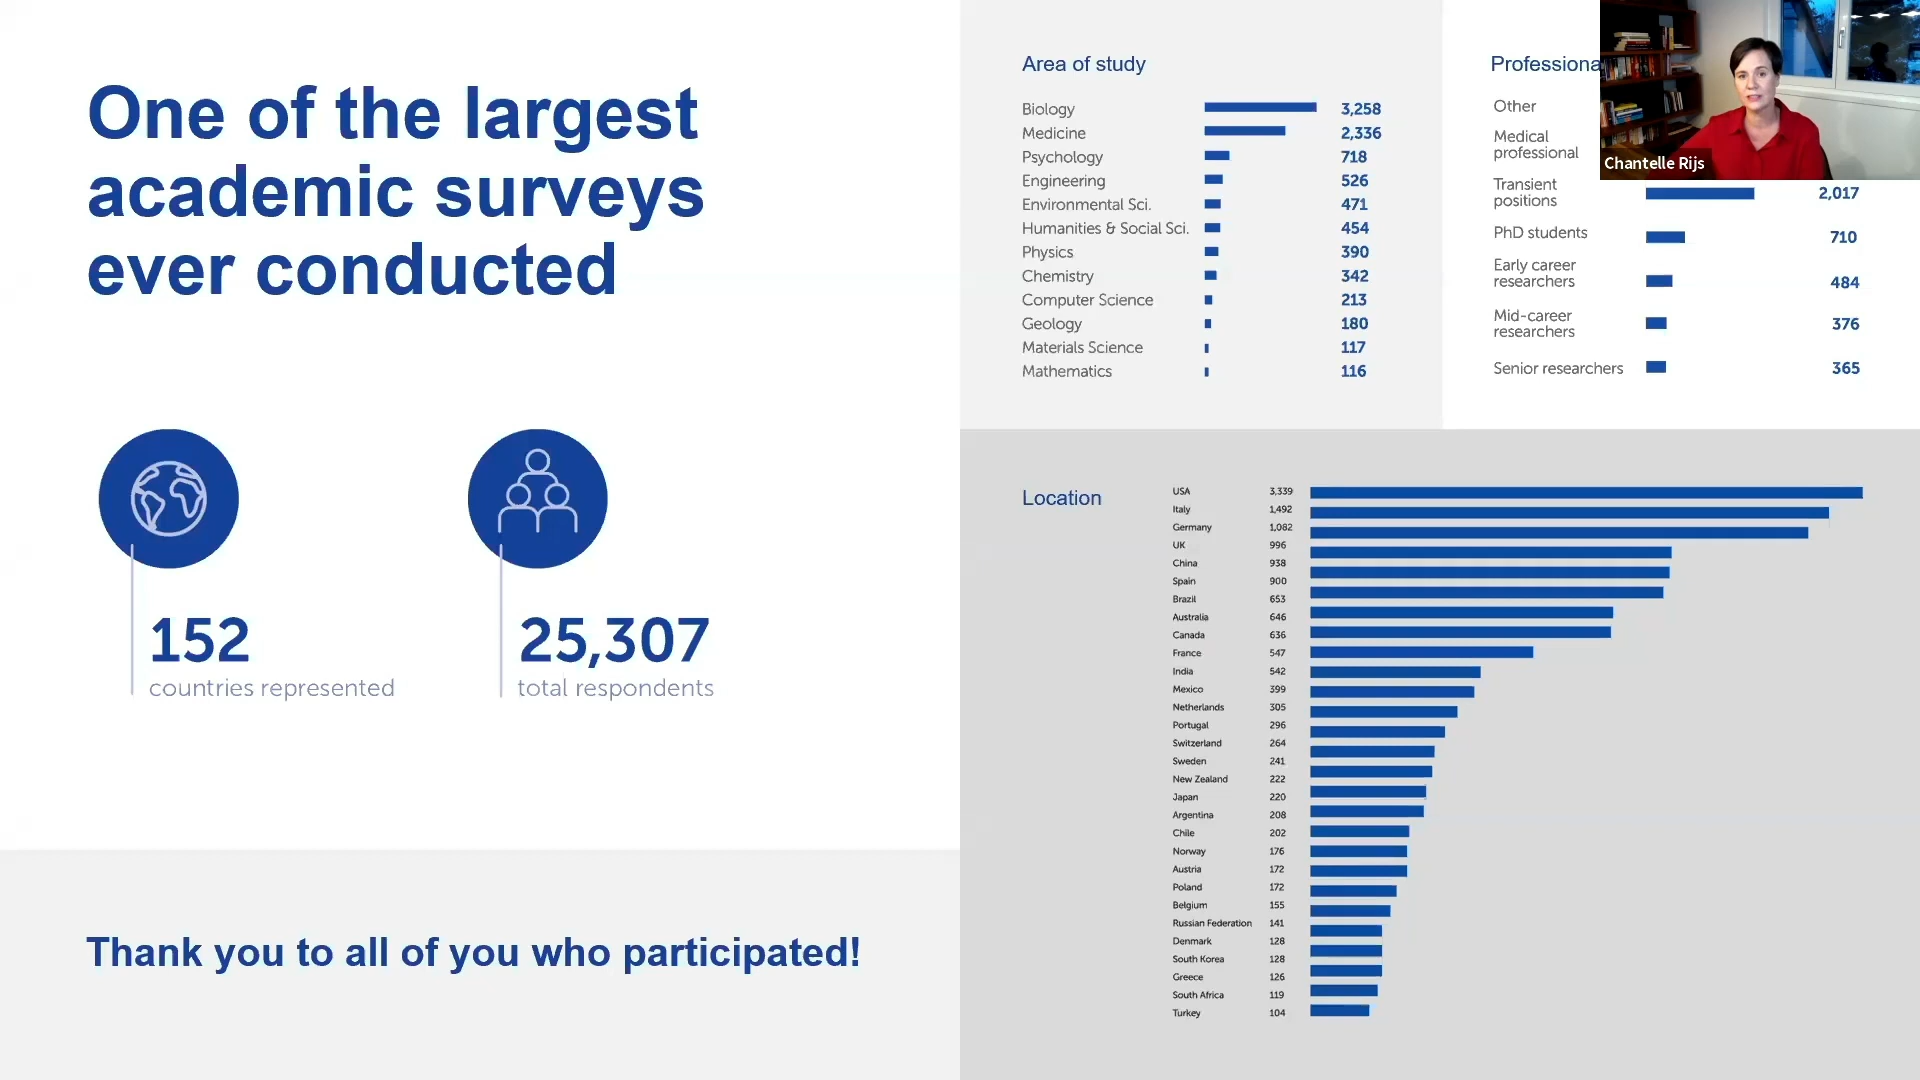 One of the largest
academic surveys
ever conducted
152
countries represented
25,307
total respondents
Thank you to all of you who participated!
Area of study
Biology 3,258
Medicine 2,336
Psychology 718
Engineering 526
Environmental Sci. 471
Humanities & Social Sci. 454
Physics 390
Chemistry 342
Computer Science 213
Geology 180
Materials Science 117
Mathematics 116
Professiona
Other
Medical
professional
Transient
positions 2,017
PhD students 710
Early career
researchers 484
Mid-career
researchers 376
Senior researchers 365
Chantelle Rijs
Location
USA 3,339
Italy 1,492
Germany 1,082
UK 996
China 938
Spain 900
Brazil 653
Australia 646
Canada 636
France 547
India 542
Mexico 399
Netherlands 305
Portugal 296
Switzerland 264
Sweden 241
New Zealand 222
Japan 220
Argentina 208
Chile 202
Norway 176
Austria 172
Poland 172
Belgium 155
Russian Federation 141
Denmark 128
South Korea 128
Greece 126
South Africa 119
Turkey 104